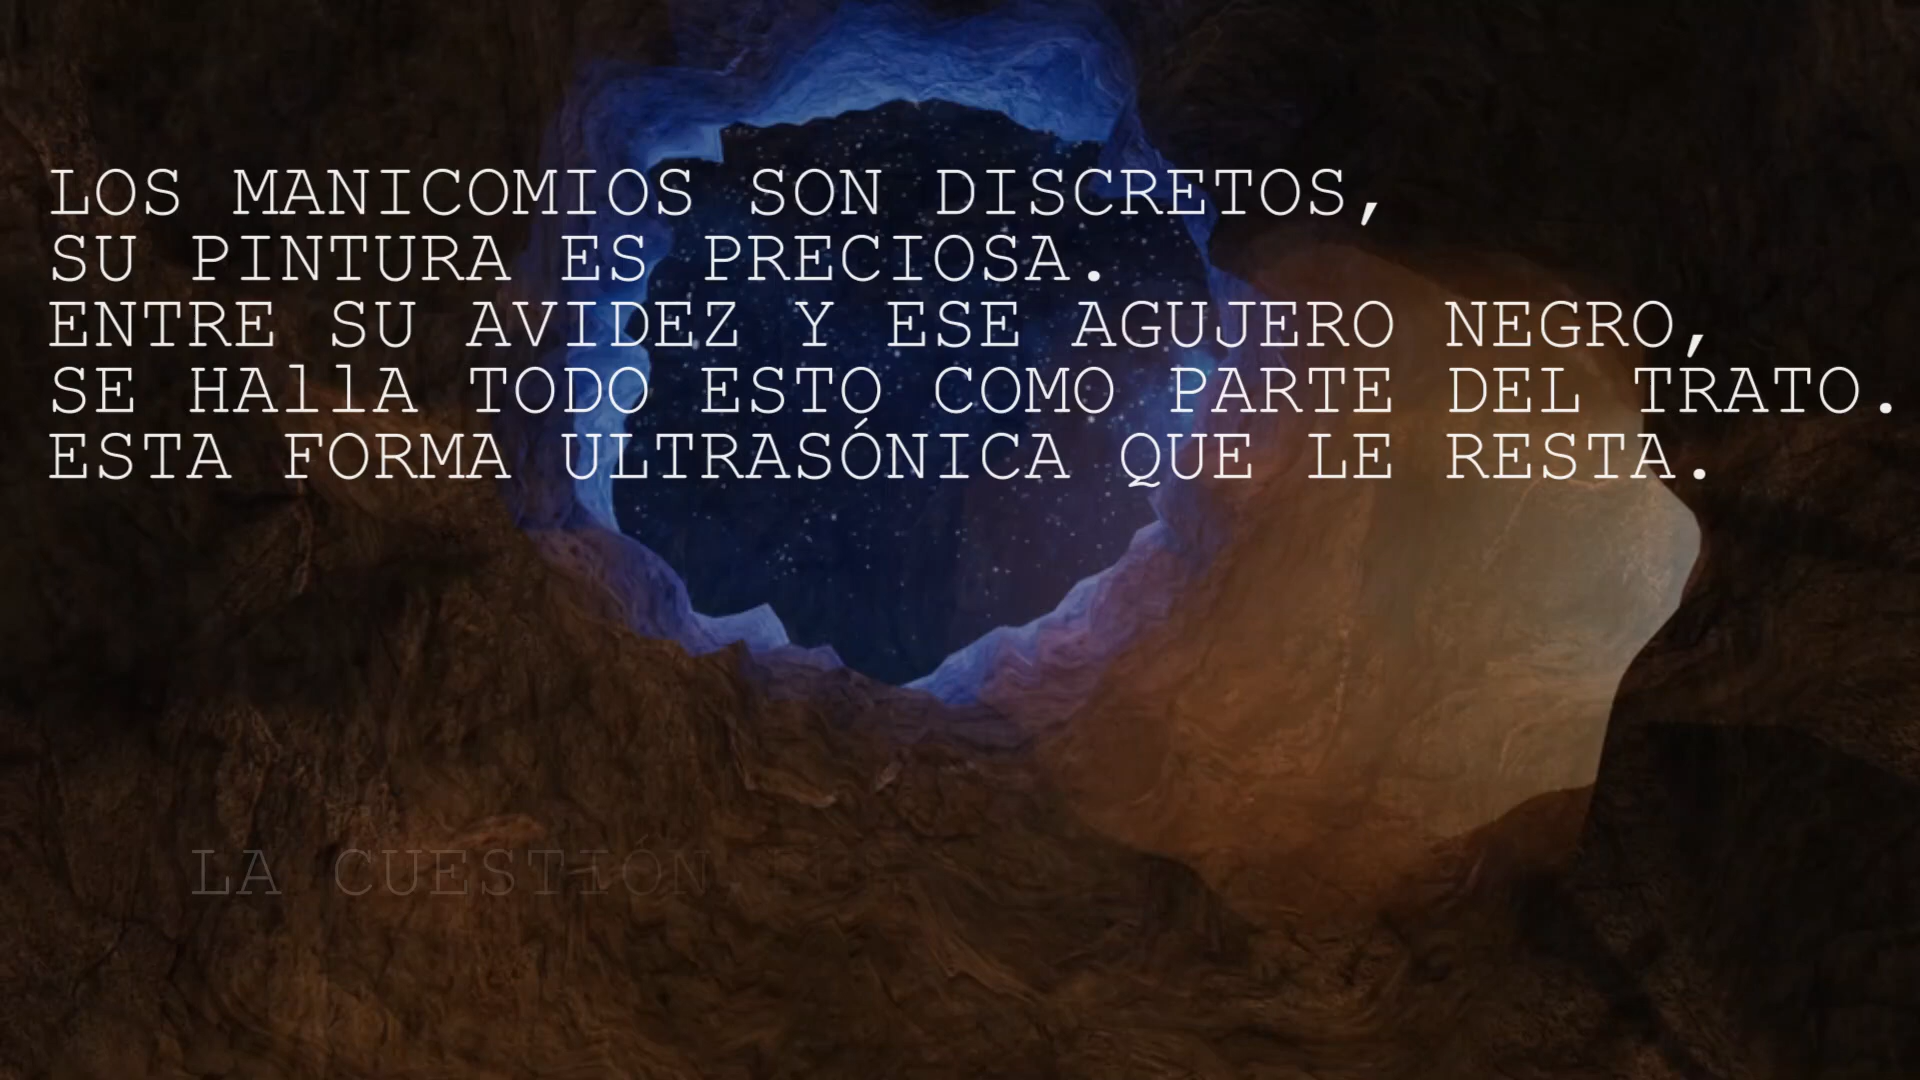 LOS MANICOMIOS SON DISCRETOS,
SU PINTURA ES PRECIOSA.
ENTRE SU AVIDEZ Y ESE AGUJERO NEGRO,
SE HAllA TODO ESTO COMO PARTE DEL TRATO.
ESTA FORMA ULTRASÓNICA QUE LE RESTA.
LA CUESTIÓN